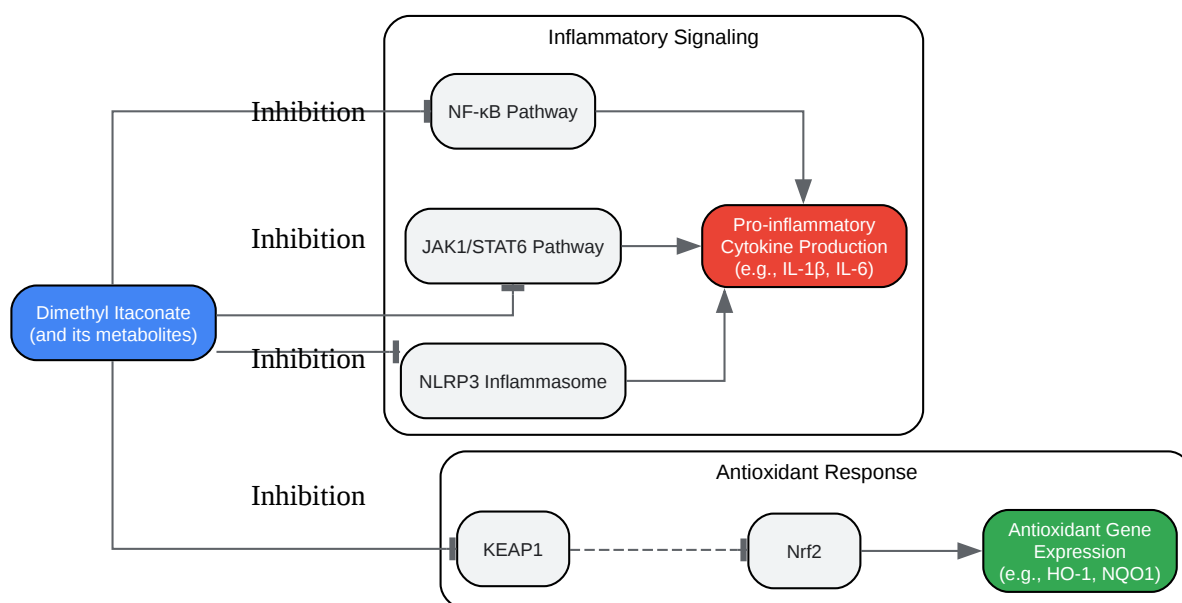 Inflammatory Signaling
Inhibition
NF-κB Pathway
Inhibition
JAK1/STAT6 Pathway
Pro-inflammatory
Cytokine Production
(e.g., IL-1β, IL-6)
Dimethyl Itaconate
(and its metabolites)
Inhibition
NLRP3 Inflammasome
Antioxidant Response
Inhibition
KEAP1
Nrf2
Antioxidant Gene
Expression
(e.g., HO-1, NQO1)